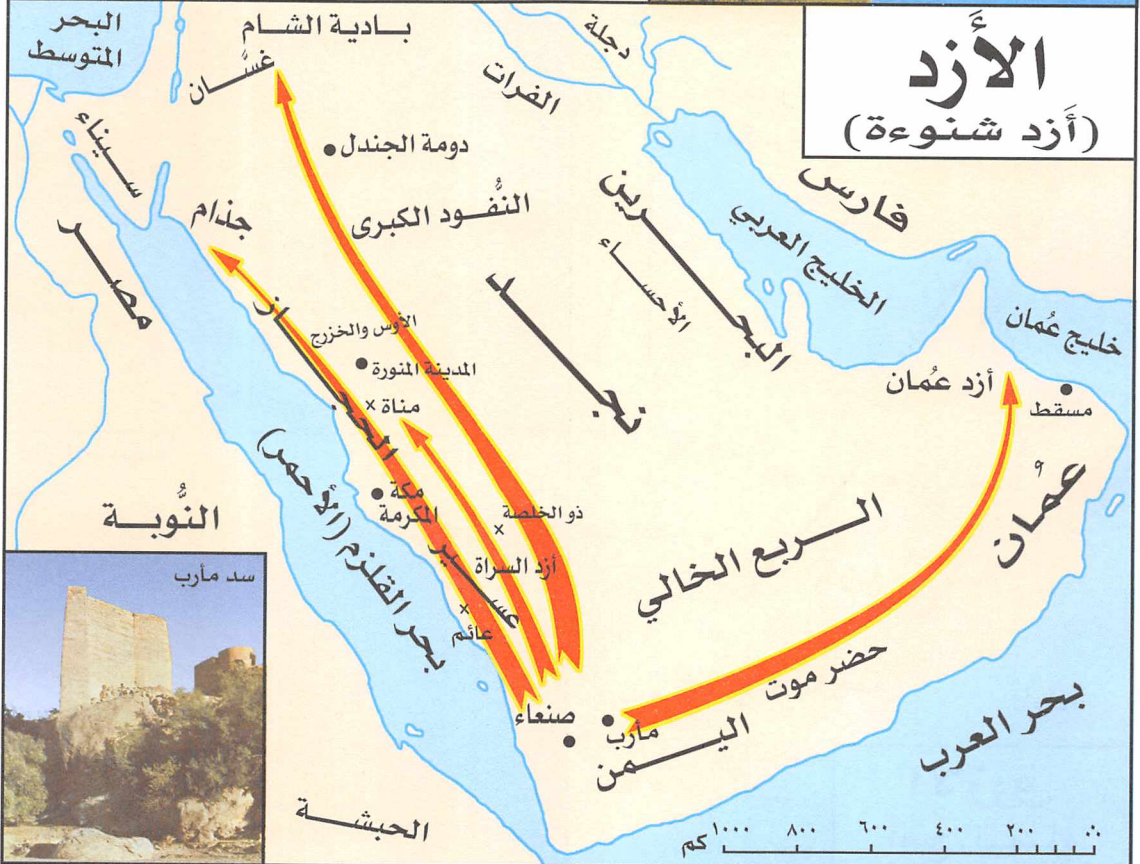 الأَزد
(أَزد شنوءة)
البحر
المتوسط
بادية الشام
غسَّان
دجلة
الفرات
سيناء
دومة الجندل
النُّفود الكبرى
جذام
مصر
فارس
الخليج العربي
البحرين
الأحساء
نجد
خليج عُمان
أزد عُمان
مسقط
عُمان
الأوس والخزرج
المدينة المنورة
مناة
الحجاز
مكة
المكرمة
ذو الخلصة
أزد السراة
عسير
عائم
بحر القلزم (الأحمر)
النُّوبة
الربع الخالي
حضر موت
صنعاء
مأرب
اليمن
بحر العرب
الحبشة
سد مأرب
١٠٠٠ ٨٠٠ ٦٠٠ ٤٠٠ ٢٠٠ ٠
كم